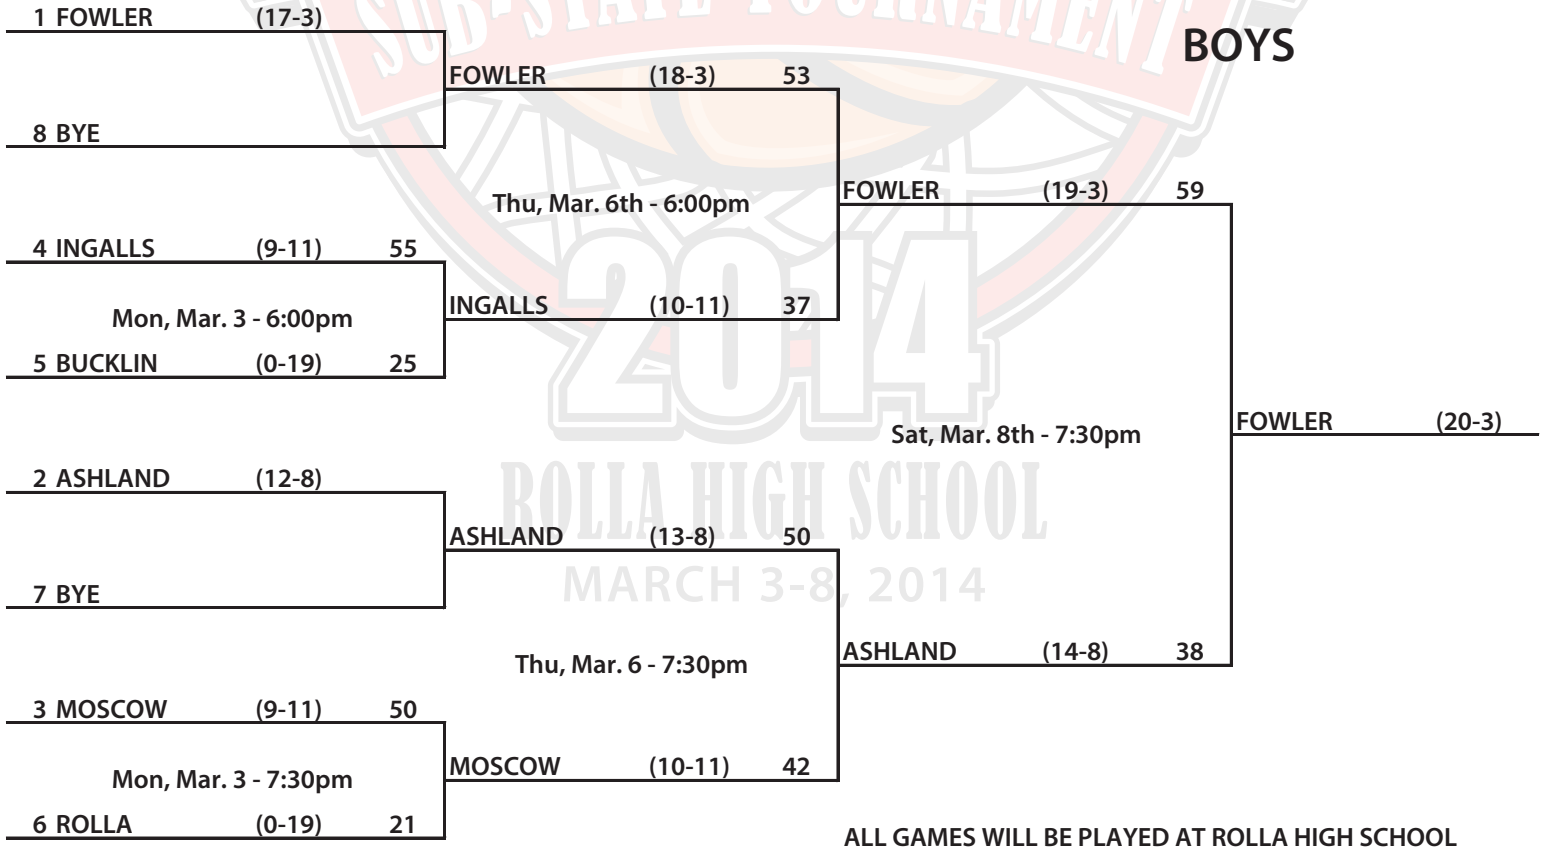 SUB-STATE TOURNAMENT
BOYS
1 FOWLER (17-3)
FOWLER (18-3) 53
8 BYE
Thu, Mar. 6th - 6:00pm
FOWLER (19-3) 59
4 INGALLS (9-11) 55
Mon, Mar. 3 - 6:00pm
INGALLS (10-11) 37
5 BUCKLIN (0-19) 25
2014
Sat, Mar. 8th - 7:30pm
FOWLER (20-3)
2 ASHLAND (12-8)
ROLLA HIGH SCHOOL
ASHLAND (13-8) 50
MARCH 3-8, 2014
7 BYE
Thu, Mar. 6 - 7:30pm
ASHLAND (14-8) 38
3 MOSCOW (9-11) 50
Mon, Mar. 3 - 7:30pm
MOSCOW (10-11) 42
6 ROLLA (0-19) 21
ALL GAMES WILL BE PLAYED AT ROLLA HIGH SCHOOL